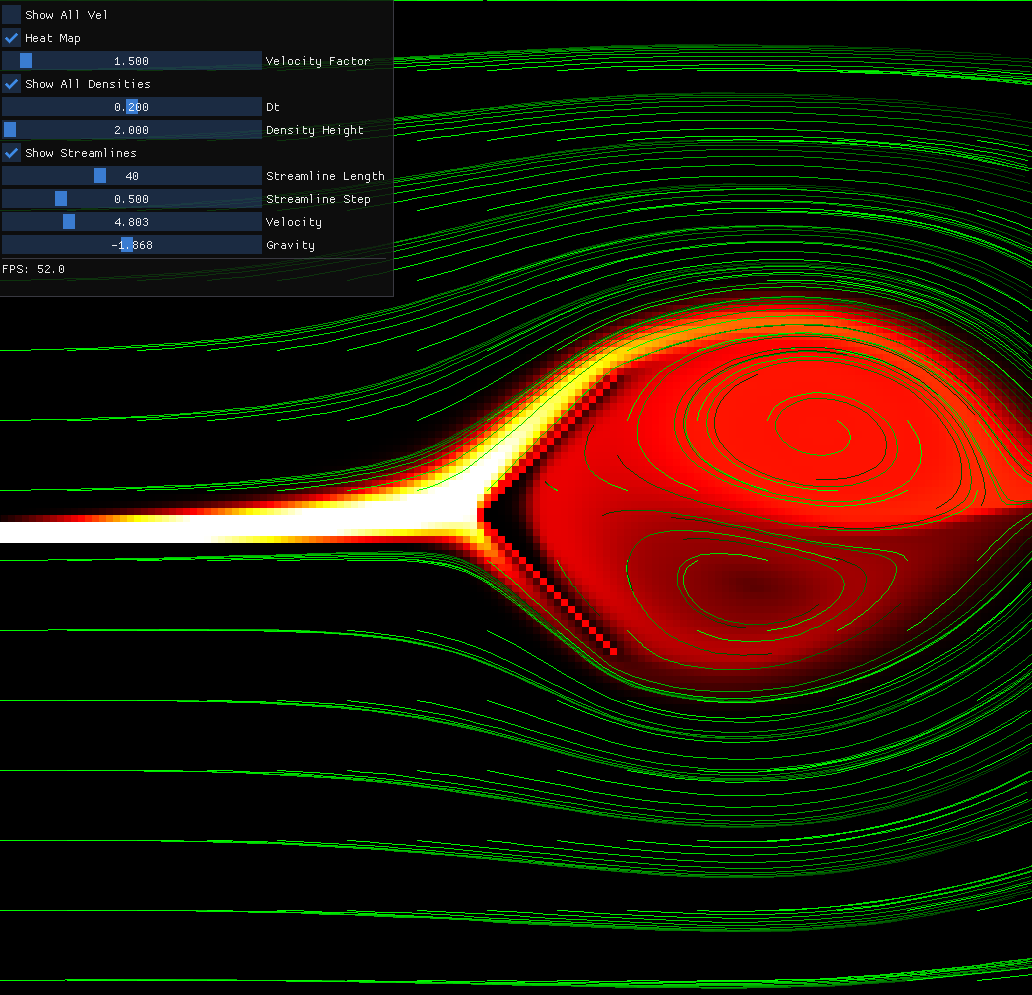 Show All Vel
Heat Map
1.500 Velocity Factor
Show All Densities
0.200 Dt
2.000 Density Height
Show Streamlines
40 Streamline Length
0.500 Streamline Step
4.803 Velocity
-1.868 Gravity
FPS: 52.0